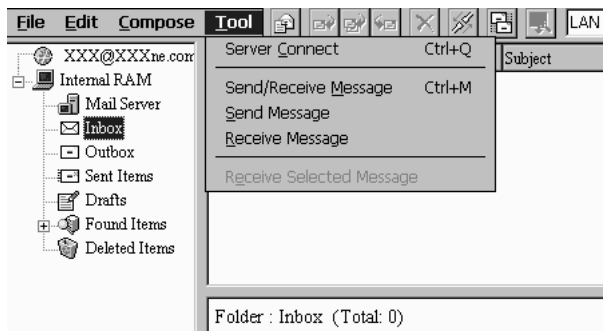 File Edit Compose Tool LAN
XXX@XXXne.com
Internal RAM
Mail Server
Inbox
Outbox
Sent Items
Drafts
Found Items
Deleted Items
Server Connect Ctrl+Q
Send/Receive Message Ctrl+M
Send Message
Receive Message
Receive Selected Message
Subject
Folder : Inbox (Total: 0)